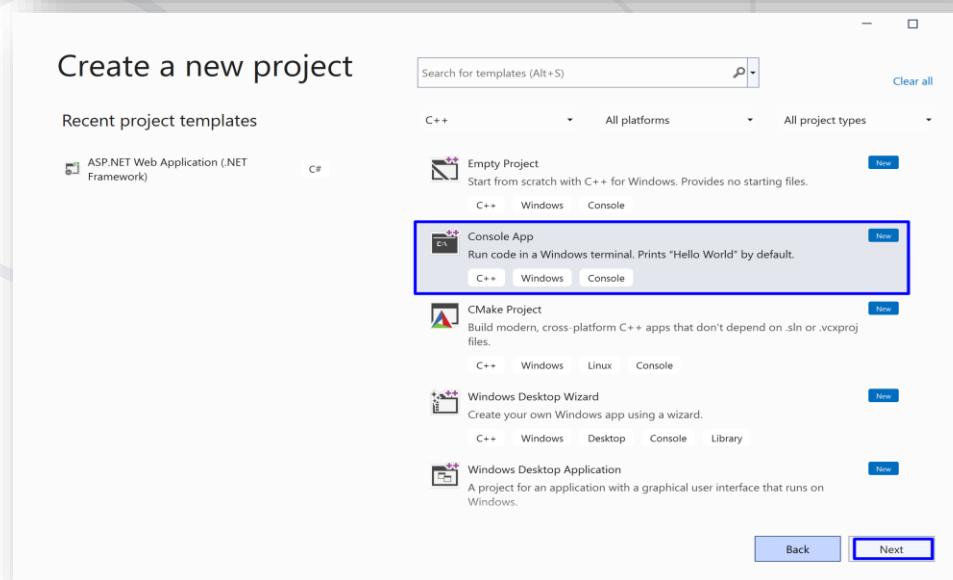 Create a new project
Search for templates (Alt+S)
Clear all
Recent project templates
C++ All platforms All project types
ASP.NET Web Application (.NET
Framework)
C#
Empty Project New
Start from scratch with C++ for Windows. Provides no starting files.
C++ Windows Console
Console App New
Run code in a Windows terminal. Prints "Hello World" by default.
C++ Windows Console
CMake Project New
Build modern, cross-platform C++ apps that don't depend on .sln or .vcxproj
files.
C++ Windows Linux Console
Windows Desktop Wizard New
Create your own Windows app using a wizard.
C++ Windows Desktop Console Library
Windows Desktop Application New
A project for an application with a graphical user interface that runs on
Windows.
Back Next